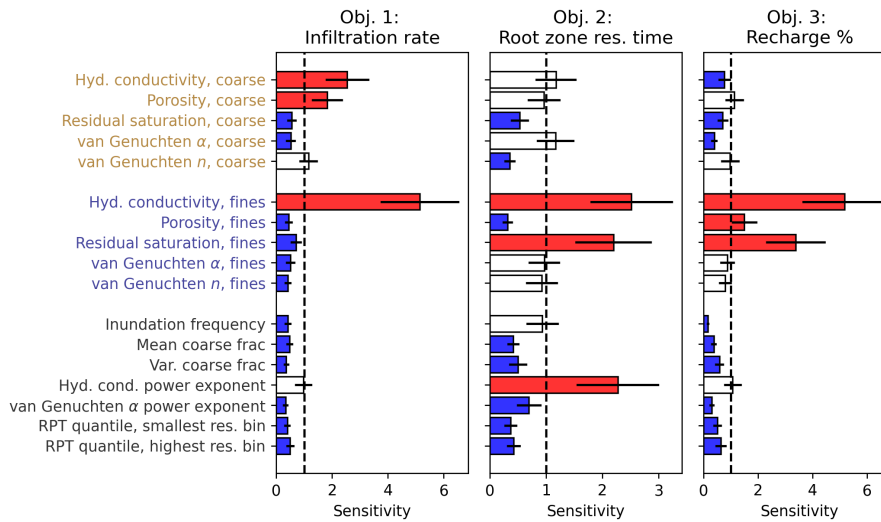 Obj. 1:
Infiltration rate
Obj. 2:
Root zone res. time
Obj. 3:
Recharge %
Hyd. conductivity, coarse
Porosity, coarse
Residual saturation, coarse
van Genuchten α, coarse
van Genuchten n, coarse
Hyd. conductivity, fines
Porosity, fines
Residual saturation, fines
van Genuchten α, fines
van Genuchten n, fines
Inundation frequency
Mean coarse frac
Var. coarse frac
Hyd. cond. power exponent
van Genuchten α power exponent
RPT quantile, smallest res. bin
RPT quantile, highest res. bin
0 2 4 6
Sensitivity
0 1 2 3
Sensitivity
0 2 4 6
Sensitivity